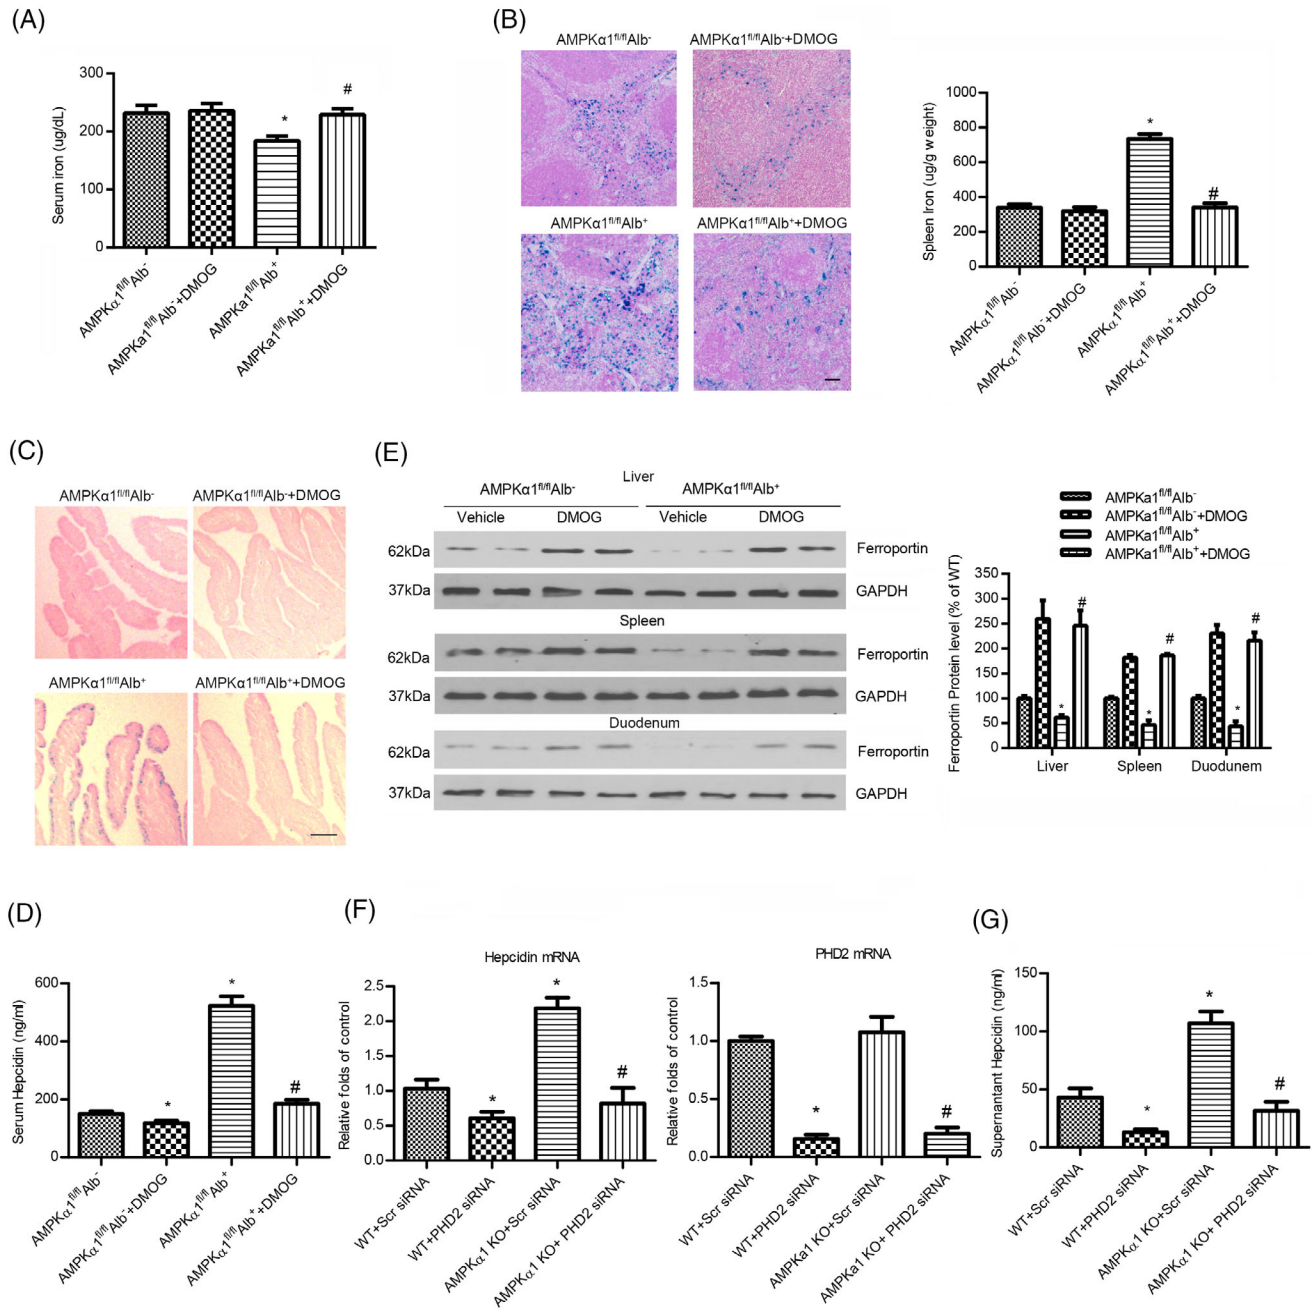 (A)
Serum iron (ug/dL)
300
200
100
0
AMPKα1fl/flAlb-
AMPKa1fl/flAlb-+DMOG
AMPKa1fl/flAlb+
AMPKa1fl/flAlb++DMOG
*
#
(B)
AMPKα1fl/flAlb-
AMPKα1fl/flAlb-+DMOG
AMPKα1fl/flAlb+
AMPKα1fl/flAlb++DMOG
Spleen Iron (ug/g weight)
1000
800
600
400
200
0
*
#
AMPKα1fl/flAlb-
AMPKα1fl/flAlb-+DMOG
AMPKα1fl/flAlb+
AMPKα1fl/flAlb++DMOG
(C)
AMPKα1fl/flAlb-
AMPKα1fl/flAlb-+DMOG
AMPKα1fl/flAlb+
AMPKα1fl/flAlb++DMOG
(E)
Liver
AMPKα1fl/flAlb-
AMPKα1fl/flAlb+
Vehicle DMOG Vehicle DMOG
62kDa Ferroportin
37kDa GAPDH
Spleen
62kDa Ferroportin
37kDa GAPDH
Duodenum
62kDa Ferroportin
37kDa GAPDH
AMPKa1fl/flAlb-
AMPKa1fl/flAlb-+DMOG
AMPKa1fl/flAlb+
AMPKa1fl/flAlb++DMOG
Ferroportin Protein level (% of WT)
350
300
250
200
150
100
50
0
* # * # * #
Liver Spleen Duodunem
(D)
Serum Hepcidin (ng/ml)
600
400
200
0
*
*
#
AMPKα1fl/flAlb-
AMPKα1fl/flAlb-+DMOG
AMPKα1fl/flAlb+
AMPKα1fl/flAlb++DMOG
(F)
Hepcidin mRNA
Relative folds of control
2.5
2.0
1.5
1.0
0.5
0.0
*
*
#
WT+Scr siRNA
WT+PHD2 siRNA
AMPKα1 KO+Scr siRNA
AMPKα1 KO+ PHD2 siRNA
PHD2 mRNA
Relative folds of control
1.5
1.0
0.5
0.0
*
#
WT+Scr siRNA
WT+PHD2 siRNA
AMPKa1 KO+Scr siRNA
AMPKa1 KO+ PHD2 siRNA
(G)
Supernantant Hepcidin (ng/ml)
150
100
50
0
*
*
#
WT+Scr siRNA
WT+PHD2 siRNA
AMPKα1 KO+Scr siRNA
AMPKα1 KO+ PHD2 siRNA